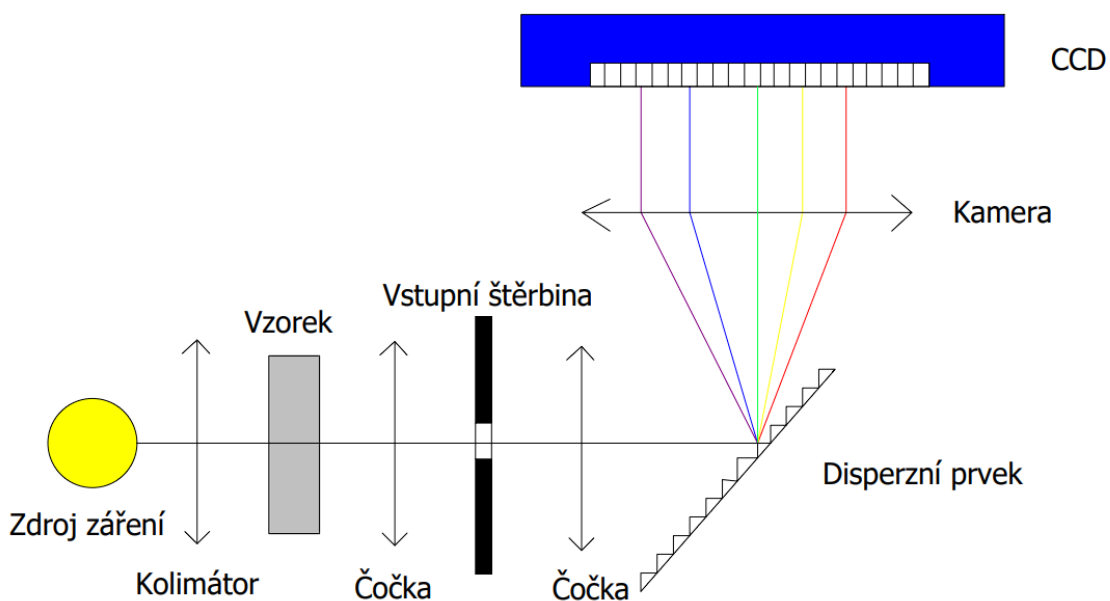 CCD
Kamera
Vstupní štěrbina
Vzorek
Disperzní prvek
Zdroj záření
Kolimátor
Čočka
Čočka